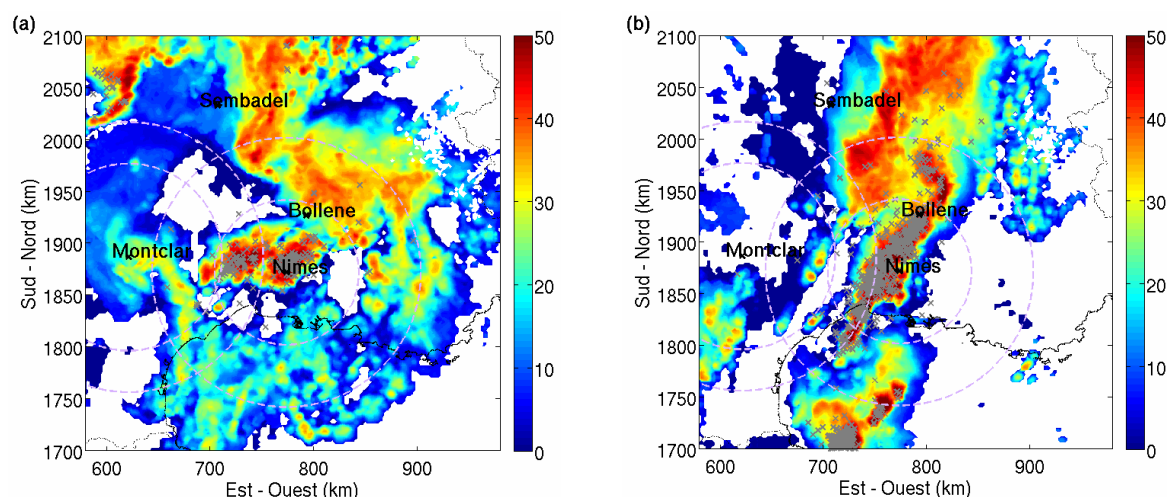 (a)
2100
2050
2000
1950
1900
1850
1800
1750
1700
Sud - Nord (km)
600 700 800 900
Est - Ouest (km)
Sembadel
Bollene
Montclar
Nimes
50
40
30
20
10
0
(b)
2100
2050
2000
1950
1900
1850
1800
1750
1700
Sud - Nord (km)
600 700 800 900
Est - Ouest (km)
Sembadel
Bollene
Montclar
Nimes
50
40
30
20
10
0